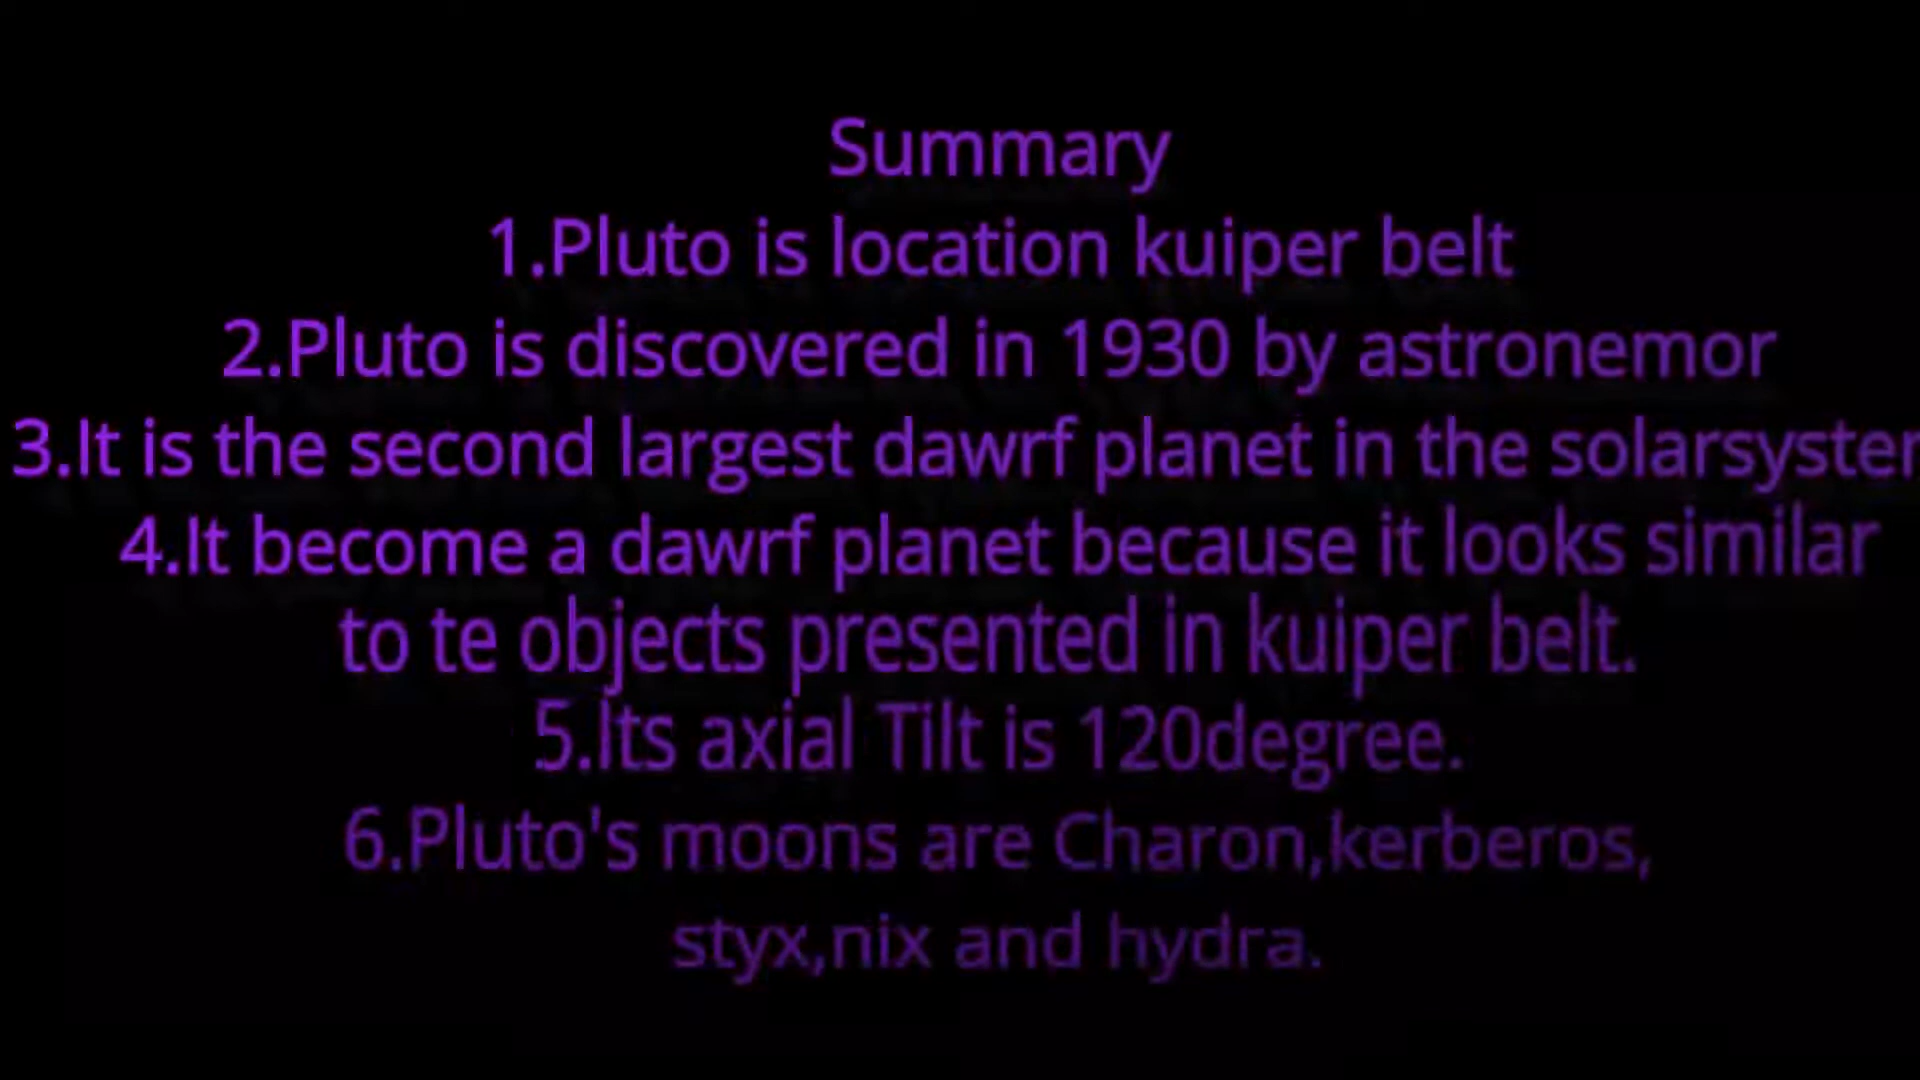 Summary
1.Pluto is location kuiper belt
2.Pluto is discovered in 1930 by astronemor
3.It is the second largest dawrf planet in the solarsyster
4.It become a dawrf planet because it looks similar
to te objects presented in kuiper belt.
5.Its axial Tilt is 120degree.
6.Pluto's moons are Charon,kerberos,
styx,nix and hydra.